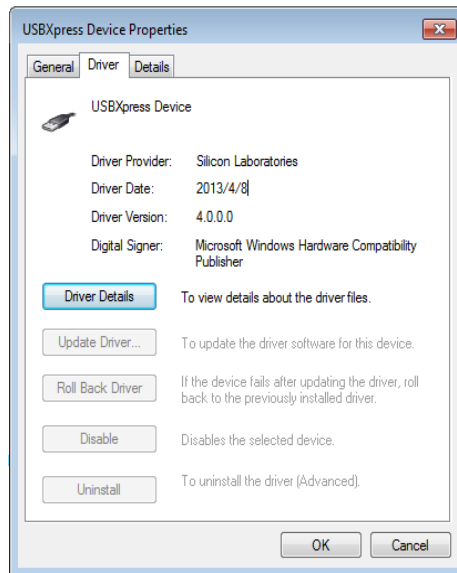 USBXpress Device Properties
General Driver Details
USBXpress Device
Driver Provider: Silicon Laboratories
Driver Date: 2013/4/8
Driver Version: 4.0.0.0
Digital Signer: Microsoft Windows Hardware Compatibility
Publisher
Driver Details To view details about the driver files.
Update Driver... To update the driver software for this device.
Roll Back Driver If the device fails after updating the driver, roll
back to the previously installed driver.
Disable Disables the selected device.
Uninstall To uninstall the driver (Advanced).
OK Cancel